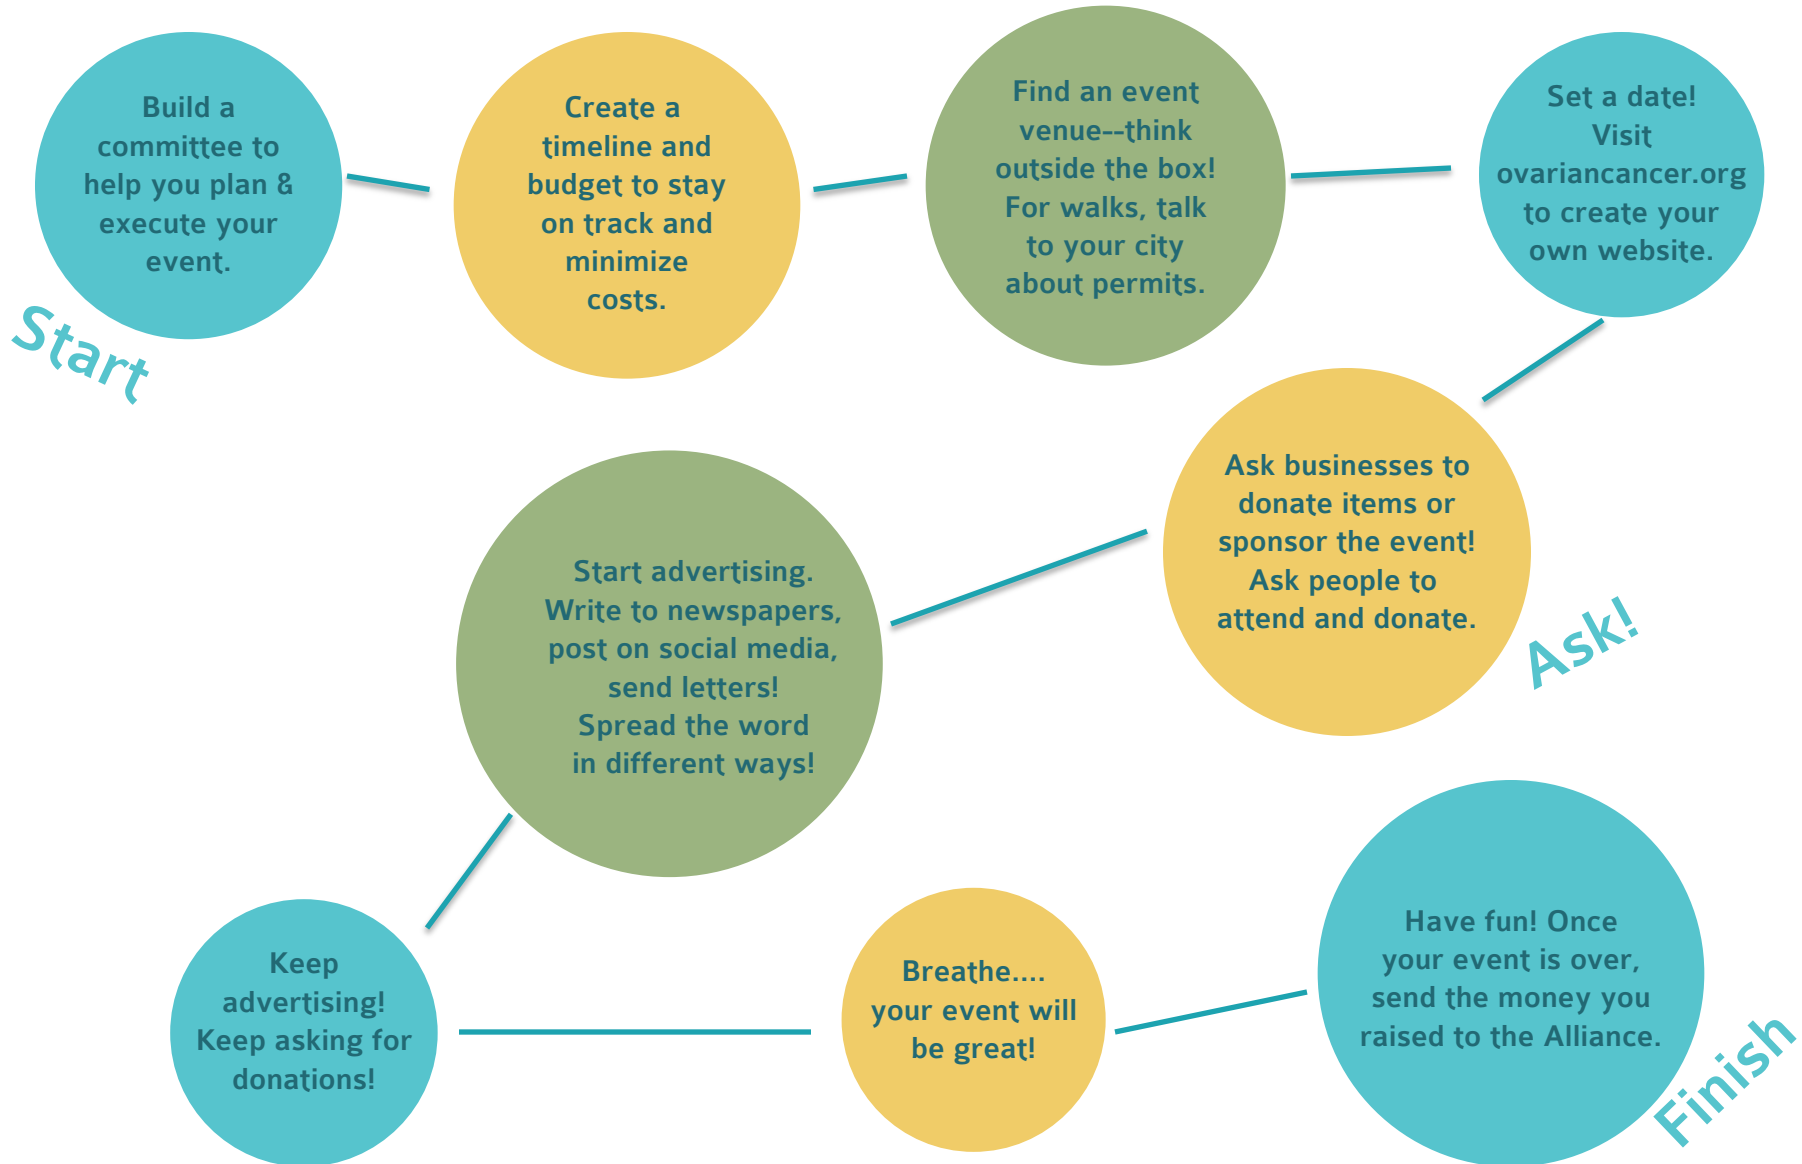 Build a
committee to
help you plan &
execute your
event.
Start
Create a
timeline and
budget to stay
on track and
minimize
costs.
Find an event
venue--think
outside the box!
For walks, talk
to your city
about permits.
Set a date!
Visit
ovariancancer.org
to create your
own website.
Ask businesses to
donate items or
sponsor the event!
Ask people to
attend and donate.
Ask!
Start advertising.
Write to newspapers,
post on social media,
send letters!
Spread the word
in different ways!
Keep
advertising!
Keep asking for
donations!
Breathe....
your event will
be great!
Have fun! Once
your event is over,
send the money you
raised to the Alliance.
Finish